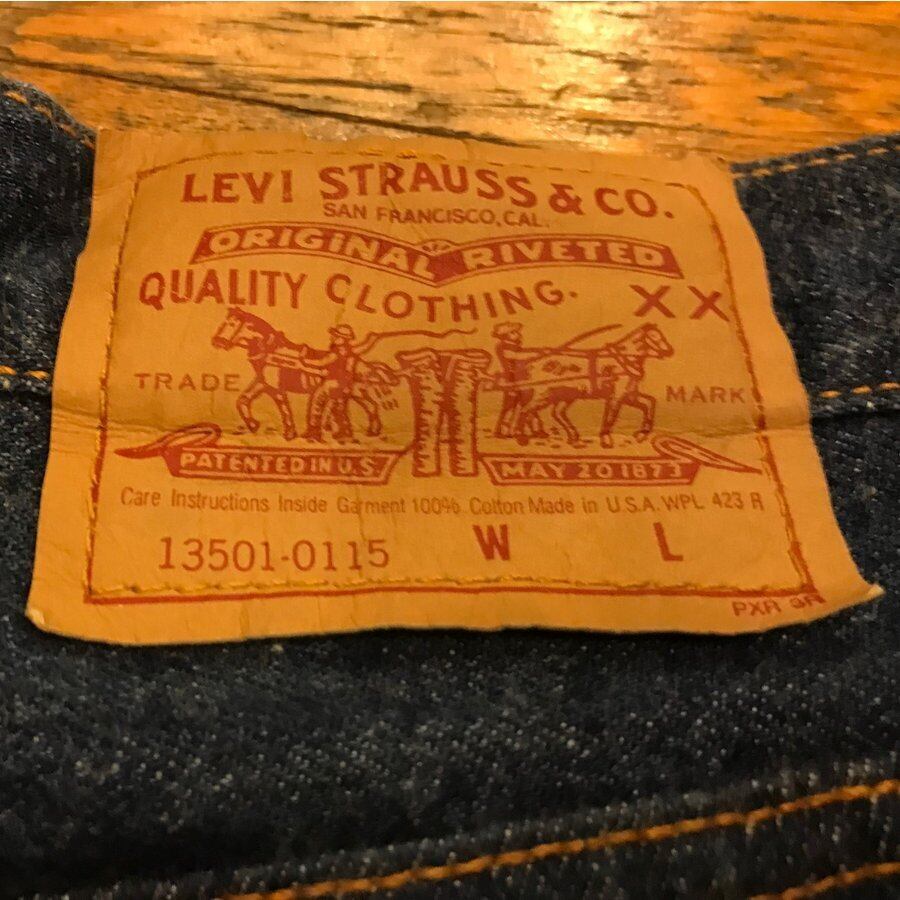 LEVI STRAUSS & CO.
SAN FRANCISCO, CAL.
ORIGINAL RIVETED
QUALITY CLOTHING. XX
TRADE MARK
PATENTED IN U.S. MAY 20 1873
Care Instructions Inside Garment 100% Cotton Made in U.S.A. WPL 423 R
13501-0115 W L
PXR